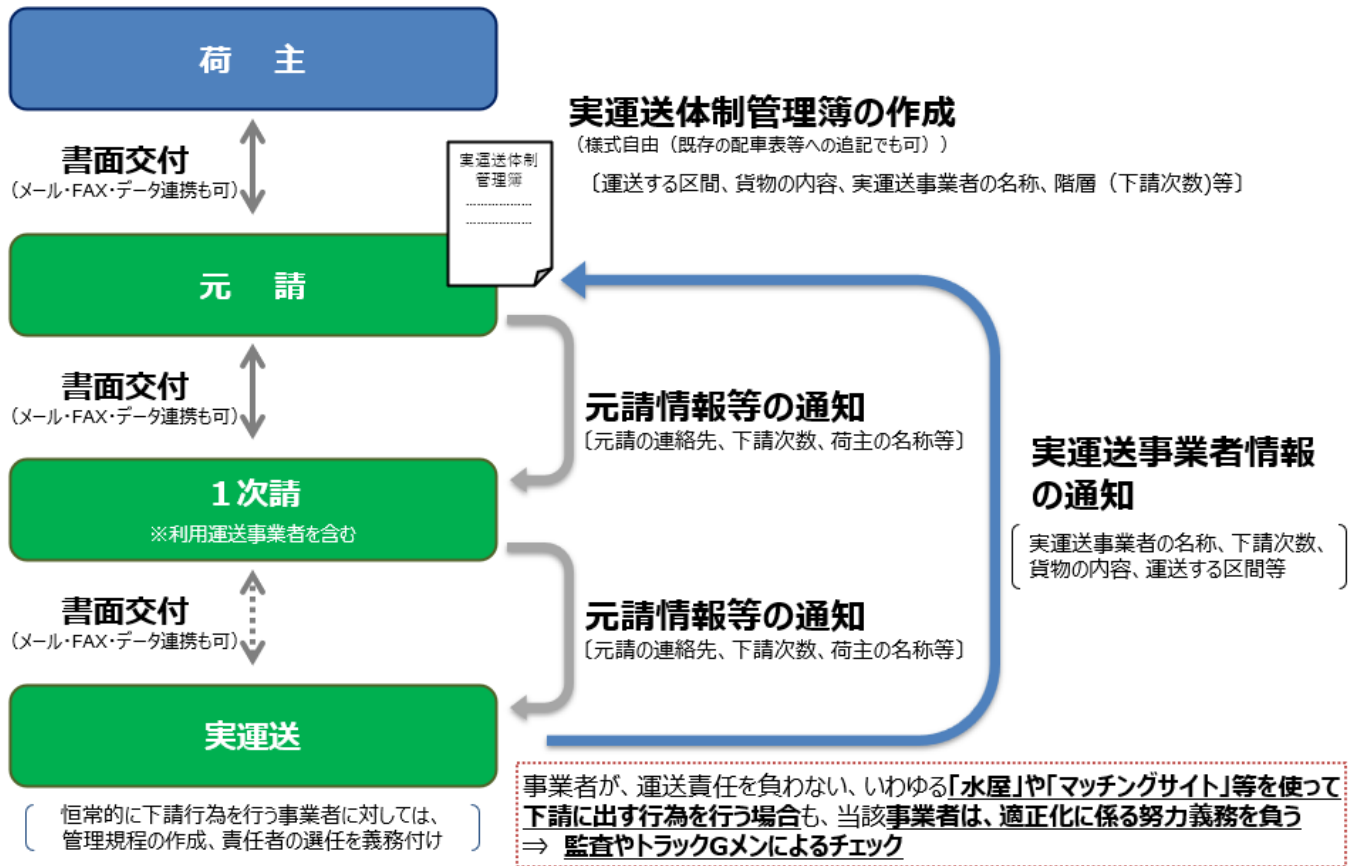 荷 主
実運送体制管理簿の作成
（様式自由（既存の配車表等への追記でも可））
〔運送する区間、貨物の内容、実運送事業者の名称、階層（下請次数)等〕
書面交付
（メール・FAX・データ連携も可）
実運送体制
管理簿
元 請
書面交付
（メール・FAX・データ連携も可）
元請情報等の通知
〔元請の連絡先、下請次数、荷主の名称等〕
実運送事業者情報
の通知
実運送事業者の名称、下請次数、
貨物の内容、運送する区間等
１次請
※利用運送事業者を含む
書面交付
（メール・FAX・データ連携も可）
元請情報等の通知
〔元請の連絡先、下請次数、荷主の名称等〕
実運送
恒常的に下請行為を行う事業者に対しては、
管理規程の作成、責任者の選任を義務付け
事業者が、運送責任を負わない、いわゆる「水屋」や「マッチングサイト」等を使って
下請に出す行為を行う場合も、当該事業者は、適正化に係る努力義務を負う
⇒ 監査やトラックGメンによるチェック